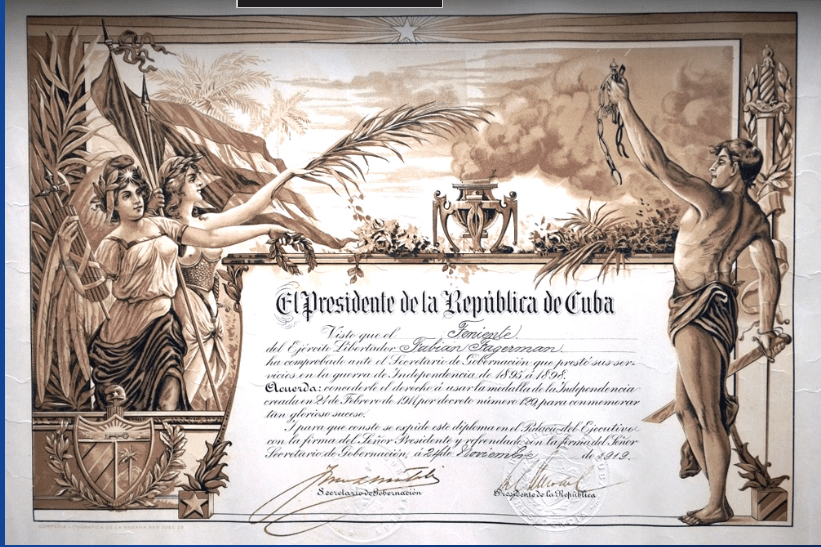 El Presidente de la República de Cuba
Visto que el Teniente
del Ejército Libertador Fabian Fagerman
ha comprobado ante el Secretario de Gobernación que prestó sus ser-
vicios en la guerra de Independencia de 1895 á 1898.
Acuerda: concederle el derecho á usar la medalla de la Independencia
creada en 21 de Febrero de 1911 por decreto número 129 para conmemorar
tan glorioso suceso.
Y para que conste se expide este diploma en el Palacio del Ejecutivo
con la firma del Señor Presidente y refrendado con la firma del Señor
Secretario de Gobernación, á 24 de Noviembre de 1919.
Secretario de Gobernación Presidente de la República